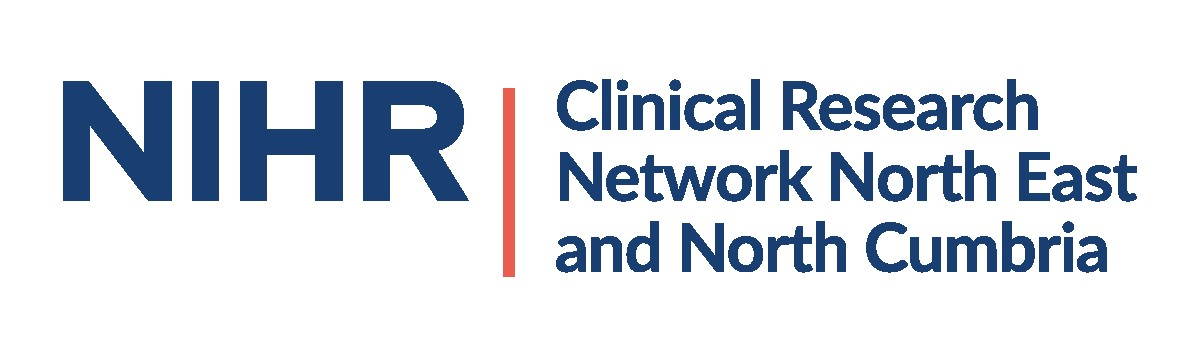 NIHR
Clinical Research
Network North East
and North Cumbria